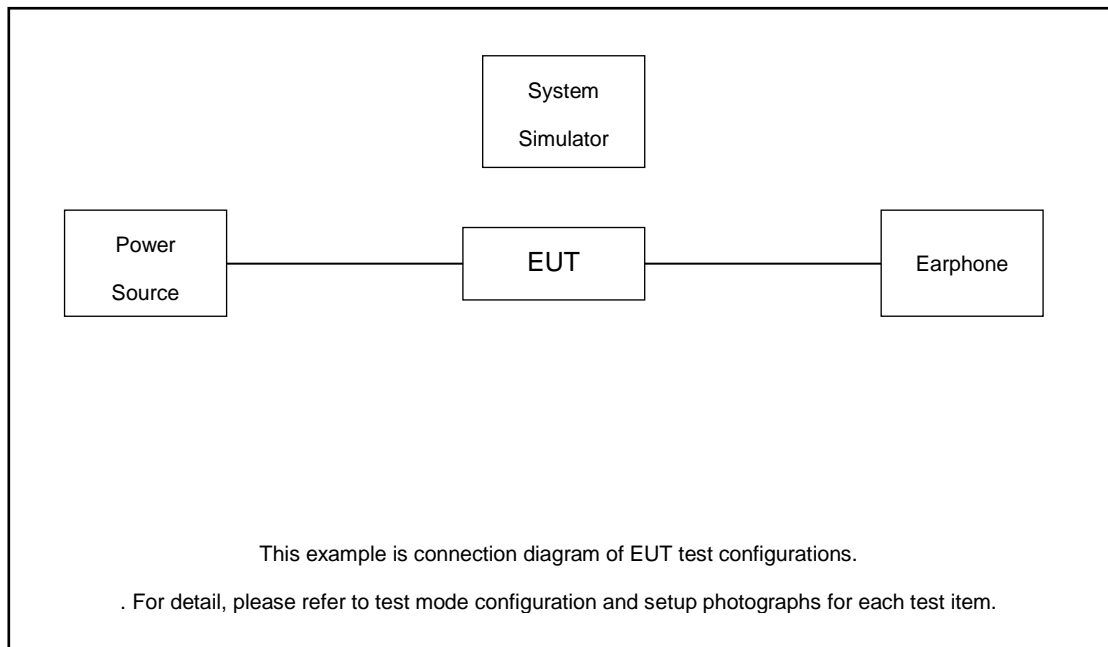 System
Simulator
Power
Source
EUT
Earphone
This example is connection diagram of EUT test configurations.
. For detail, please refer to test mode configuration and setup photographs for each test item.